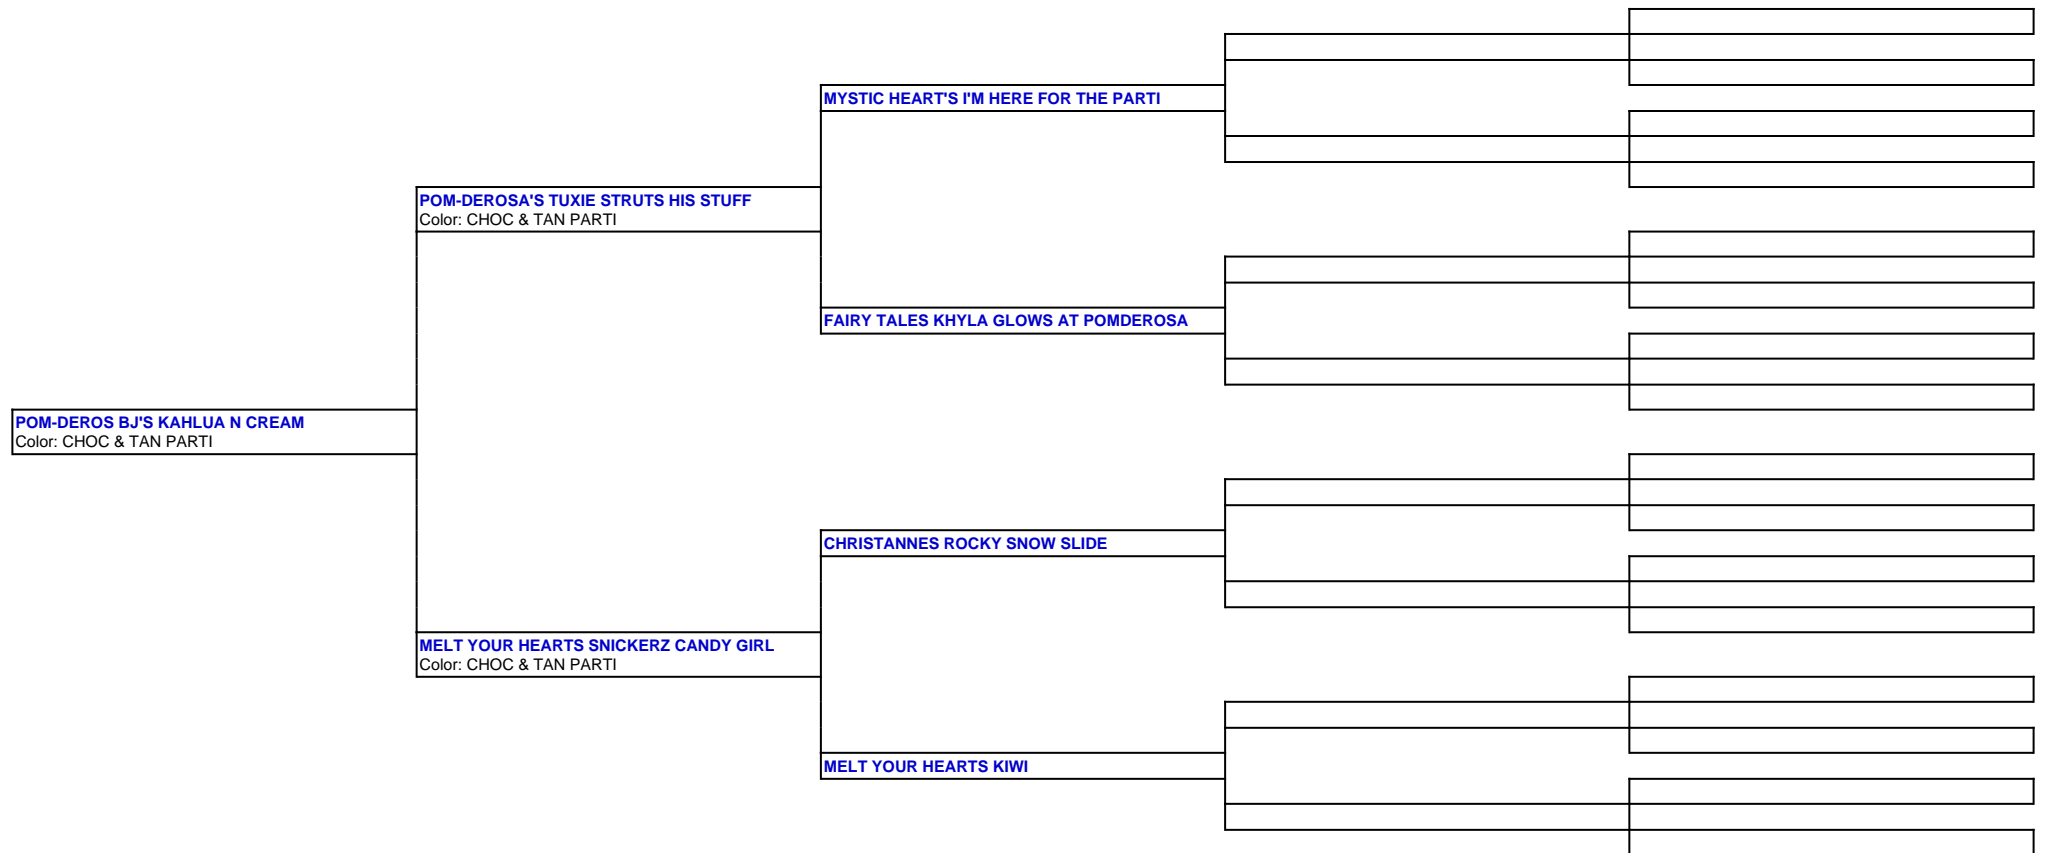 MYSTIC HEART'S I'M HERE FOR THE PARTI
POM-DEROSA'S TUXIE STRUTS HIS STUFF
Color: CHOC & TAN PARTI
FAIRY TALES KHYLA GLOWS AT POMDEROSA
POM-DEROS BJ'S KAHLUA N CREAM
Color: CHOC & TAN PARTI
CHRISTANNES ROCKY SNOW SLIDE
MELT YOUR HEARTS SNICKERZ CANDY GIRL
Color: CHOC & TAN PARTI
MELT YOUR HEARTS KIWI